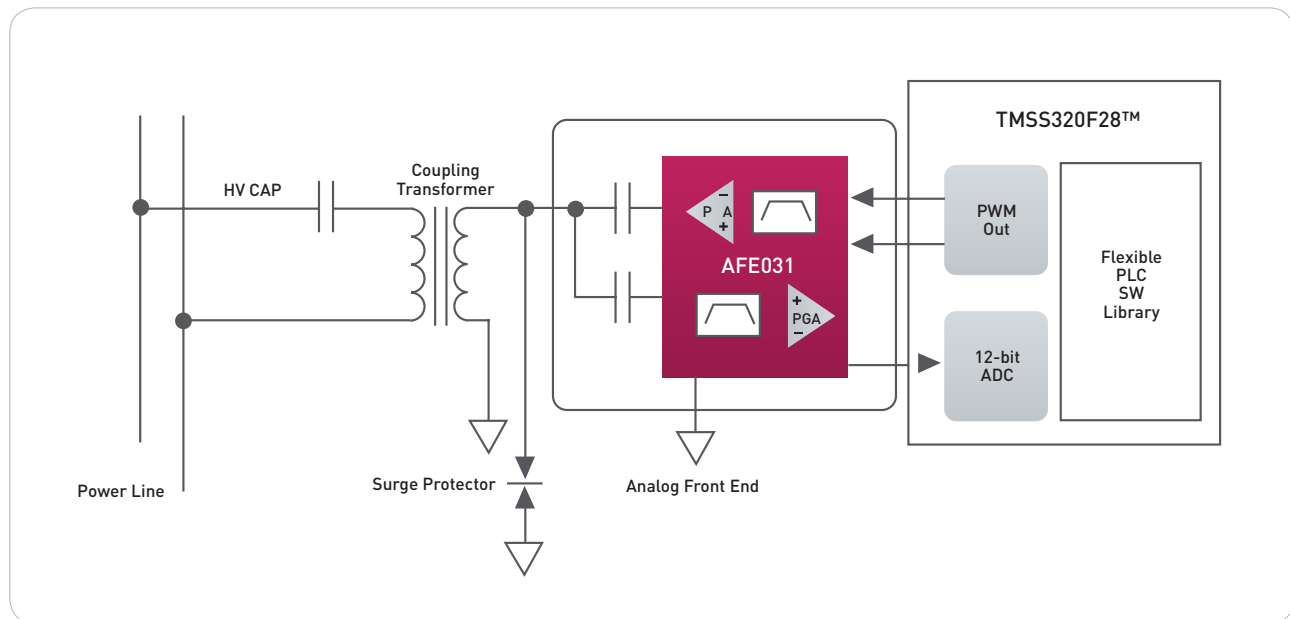 TMSS320F28™
Coupling
Transformer
HV CAP
P A
−
+
AFE031
+
PGA
−
PWM
Out
12-bit
ADC
Flexible
PLC
SW
Library
Power Line
Surge Protector
Analog Front End